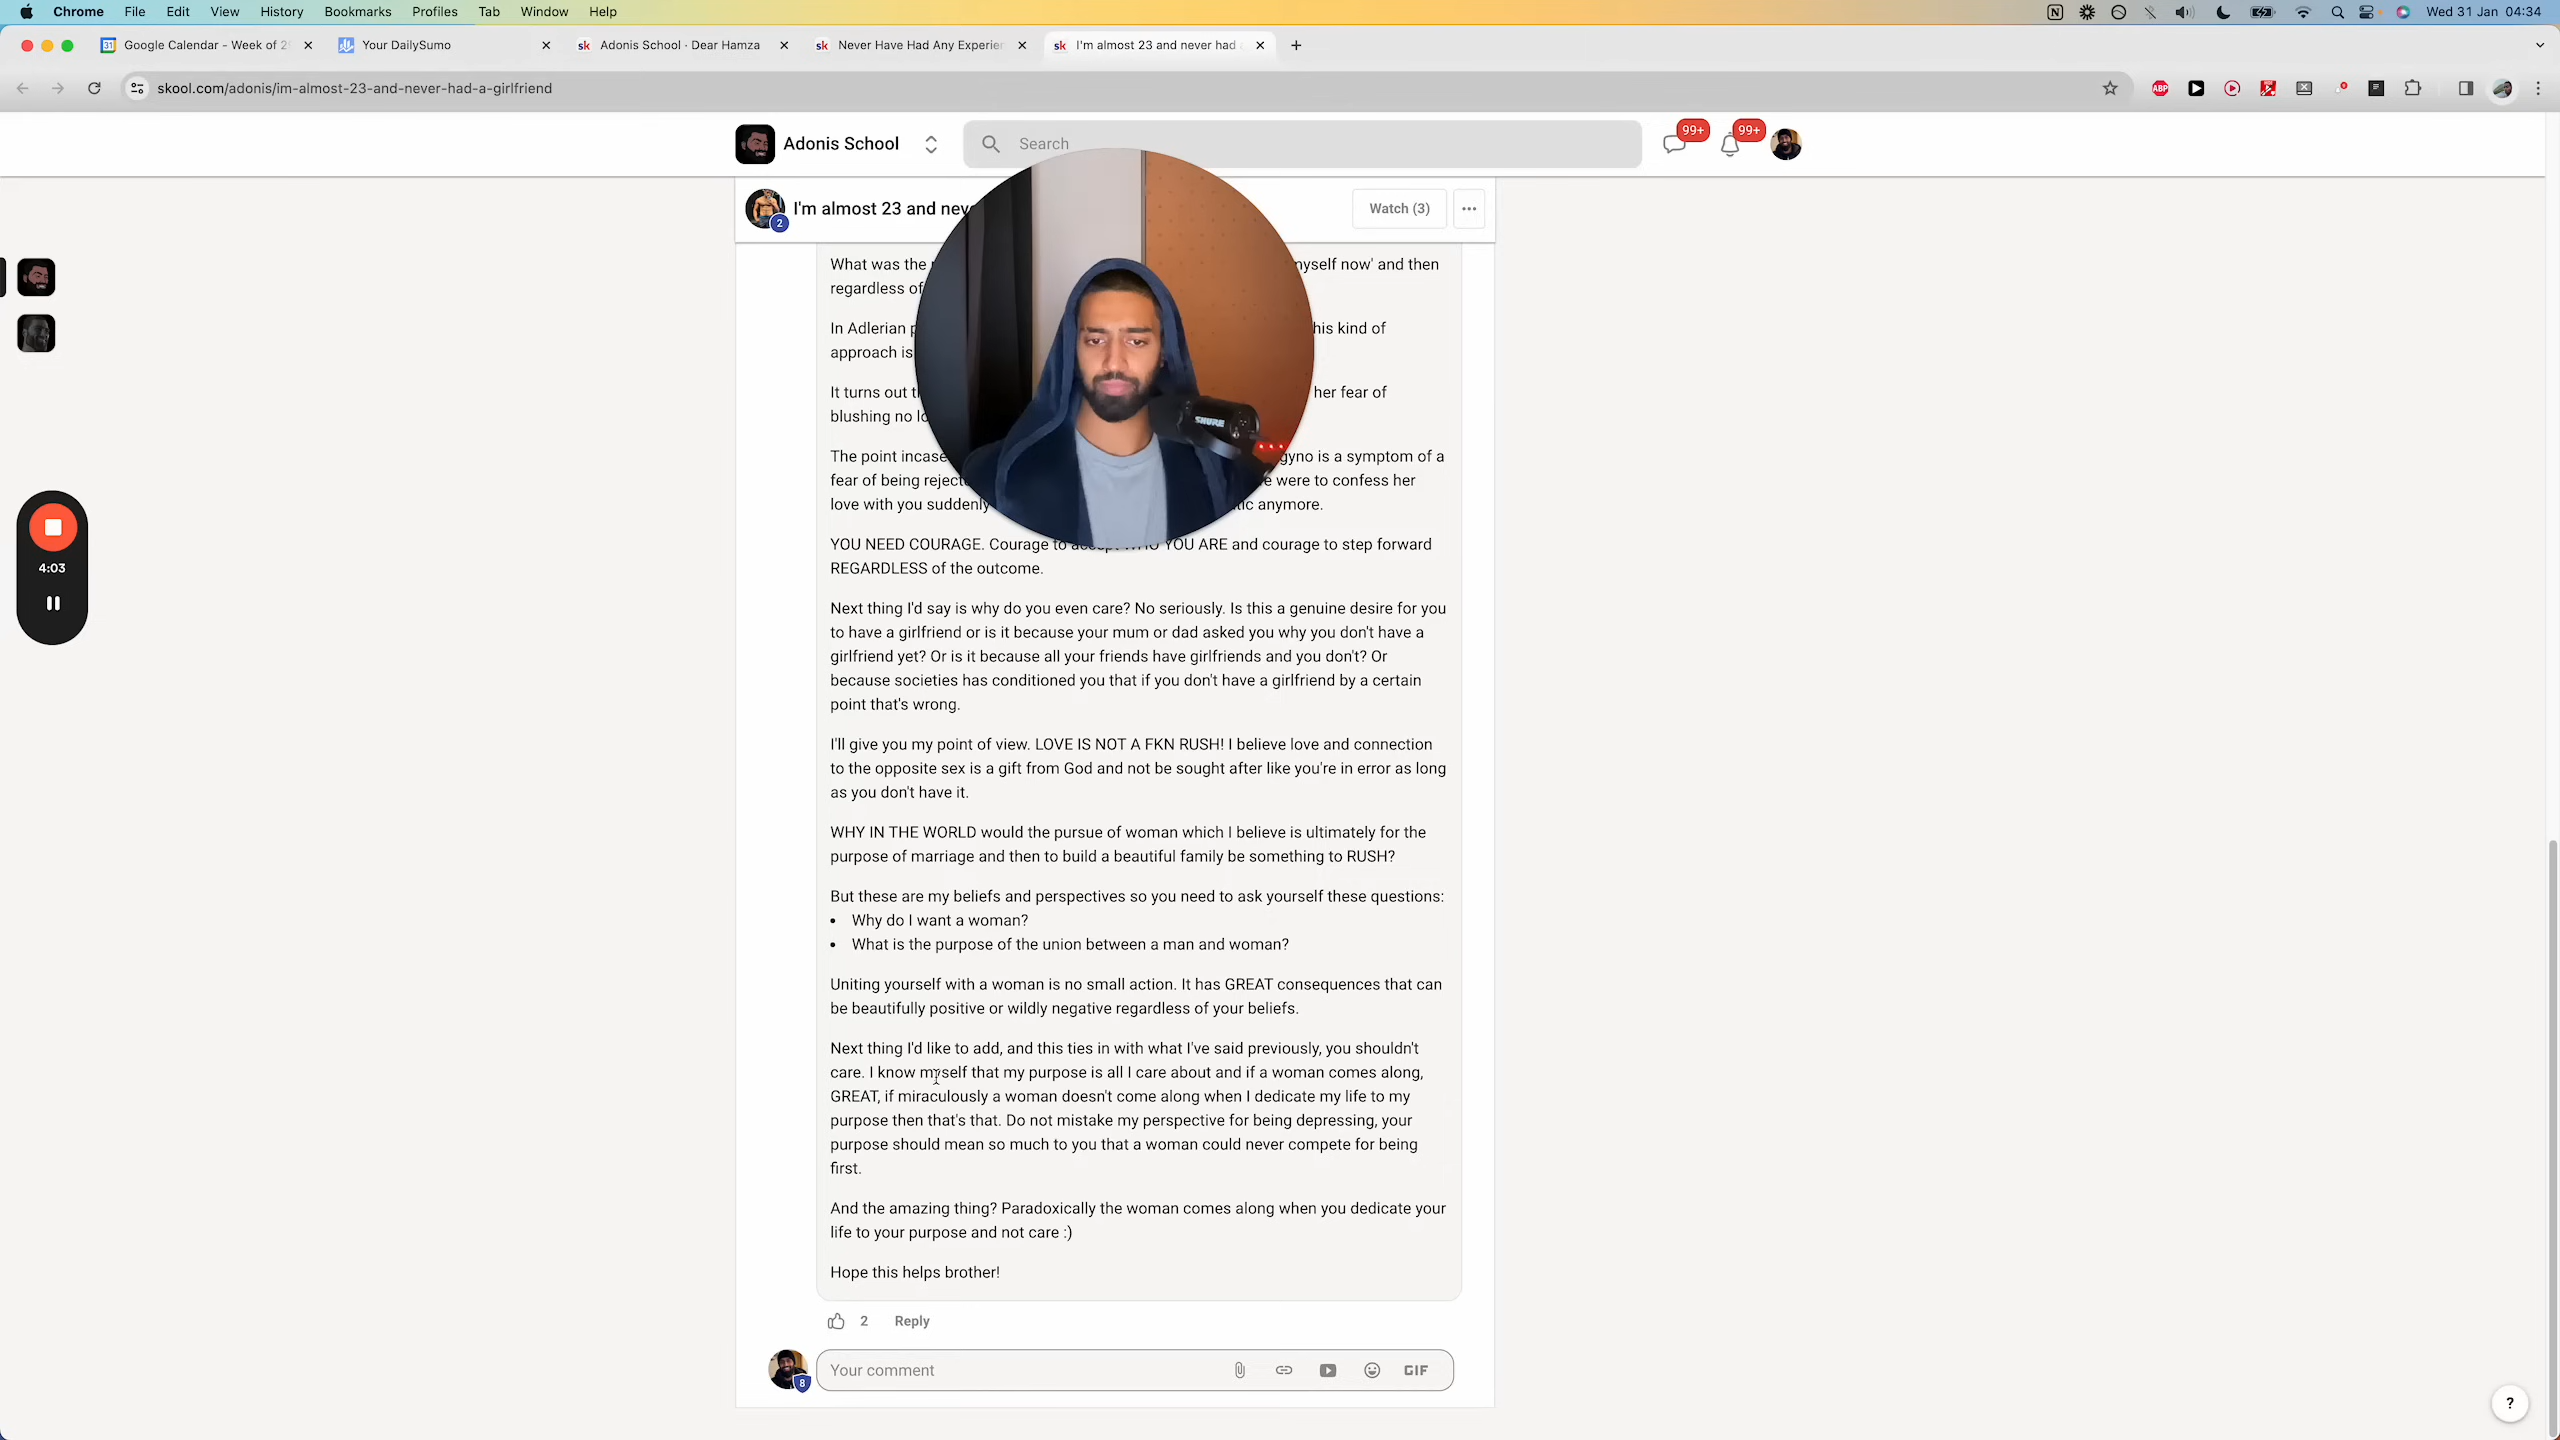 Chrome File Edit View History Bookmarks Profiles Tab Window Help Wed 31 Jan 04:34
Google Calendar - Week of 2 Your DailySumo Adonis School · Dear Hamza Never Have Had Any Experien I'm almost 23 and never had
skool.com/adonis/im-almost-23-and-never-had-a-girlfriend
ABP
Adonis School Search 99+ 99+
I'm almost 23 and nev Watch (3)
2
What was the myself now' and then
regardless of
In Adlerian his kind of
approach is
It turns out her fear of
blushing no
The point incase gyno is a symptom of a
fear of being were to confess her
love with you suddenly anymore.
YOU NEED COURAGE. Courage to YOU ARE and courage to step forward
REGARDLESS of the outcome.
SHURE
4:03
Next thing I'd say is why do you even care? No seriously. Is this a genuine desire for you
to have a girlfriend or is it because your mum or dad asked you why you don't have a
girlfriend yet? Or is it because all your friends have girlfriends and you don't? Or
because societies has conditioned you that if you don't have a girlfriend by a certain
point that's wrong.
I'll give you my point of view. LOVE IS NOT A FKN RUSH! I believe love and connection
to the opposite sex is a gift from God and not be sought after like you're in error as long
as you don't have it.
WHY IN THE WORLD would the pursue of woman which I believe is ultimately for the
purpose of marriage and then to build a beautiful family be something to RUSH?
But these are my beliefs and perspectives so you need to ask yourself these questions:
• Why do I want a woman?
• What is the purpose of the union between a man and woman?
Uniting yourself with a woman is no small action. It has GREAT consequences that can
be beautifully positive or wildly negative regardless of your beliefs.
Next thing I'd like to add, and this ties in with what I've said previously, you shouldn't
care. I know myself that my purpose is all I care about and if a woman comes along,
GREAT, if miraculously a woman doesn't come along when I dedicate my life to my
purpose then that's that. Do not mistake my perspective for being depressing, your
purpose should mean so much to you that a woman could never compete for being
first.
And the amazing thing? Paradoxically the woman comes along when you dedicate your
life to your purpose and not care :)
Hope this helps brother!
2 Reply
Your comment GIF
8
?